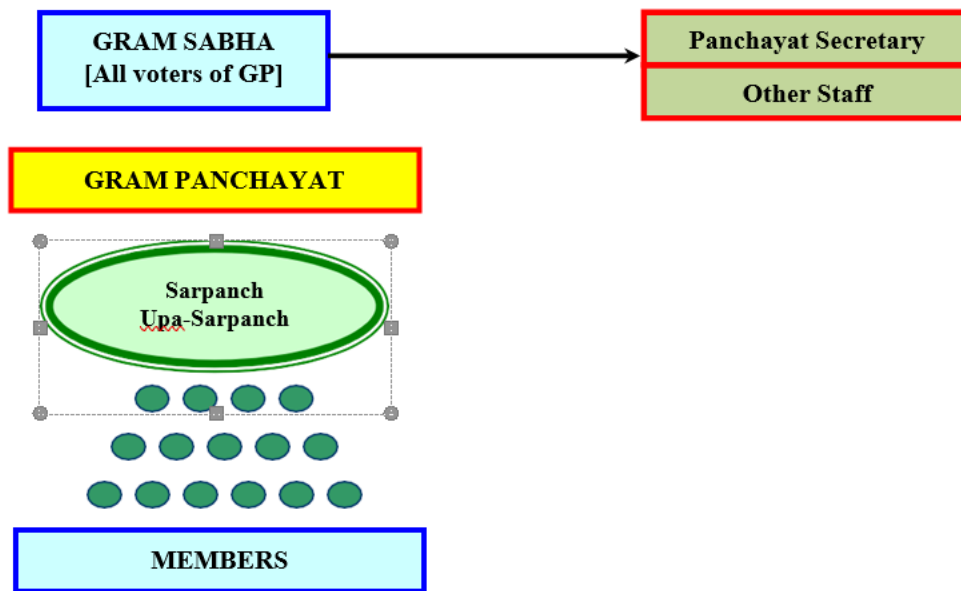 GRAM SABHA
[All voters of GP]
Panchayat Secretary
Other Staff
GRAM PANCHAYAT
Sarpanch
Upa-Sarpanch
MEMBERS